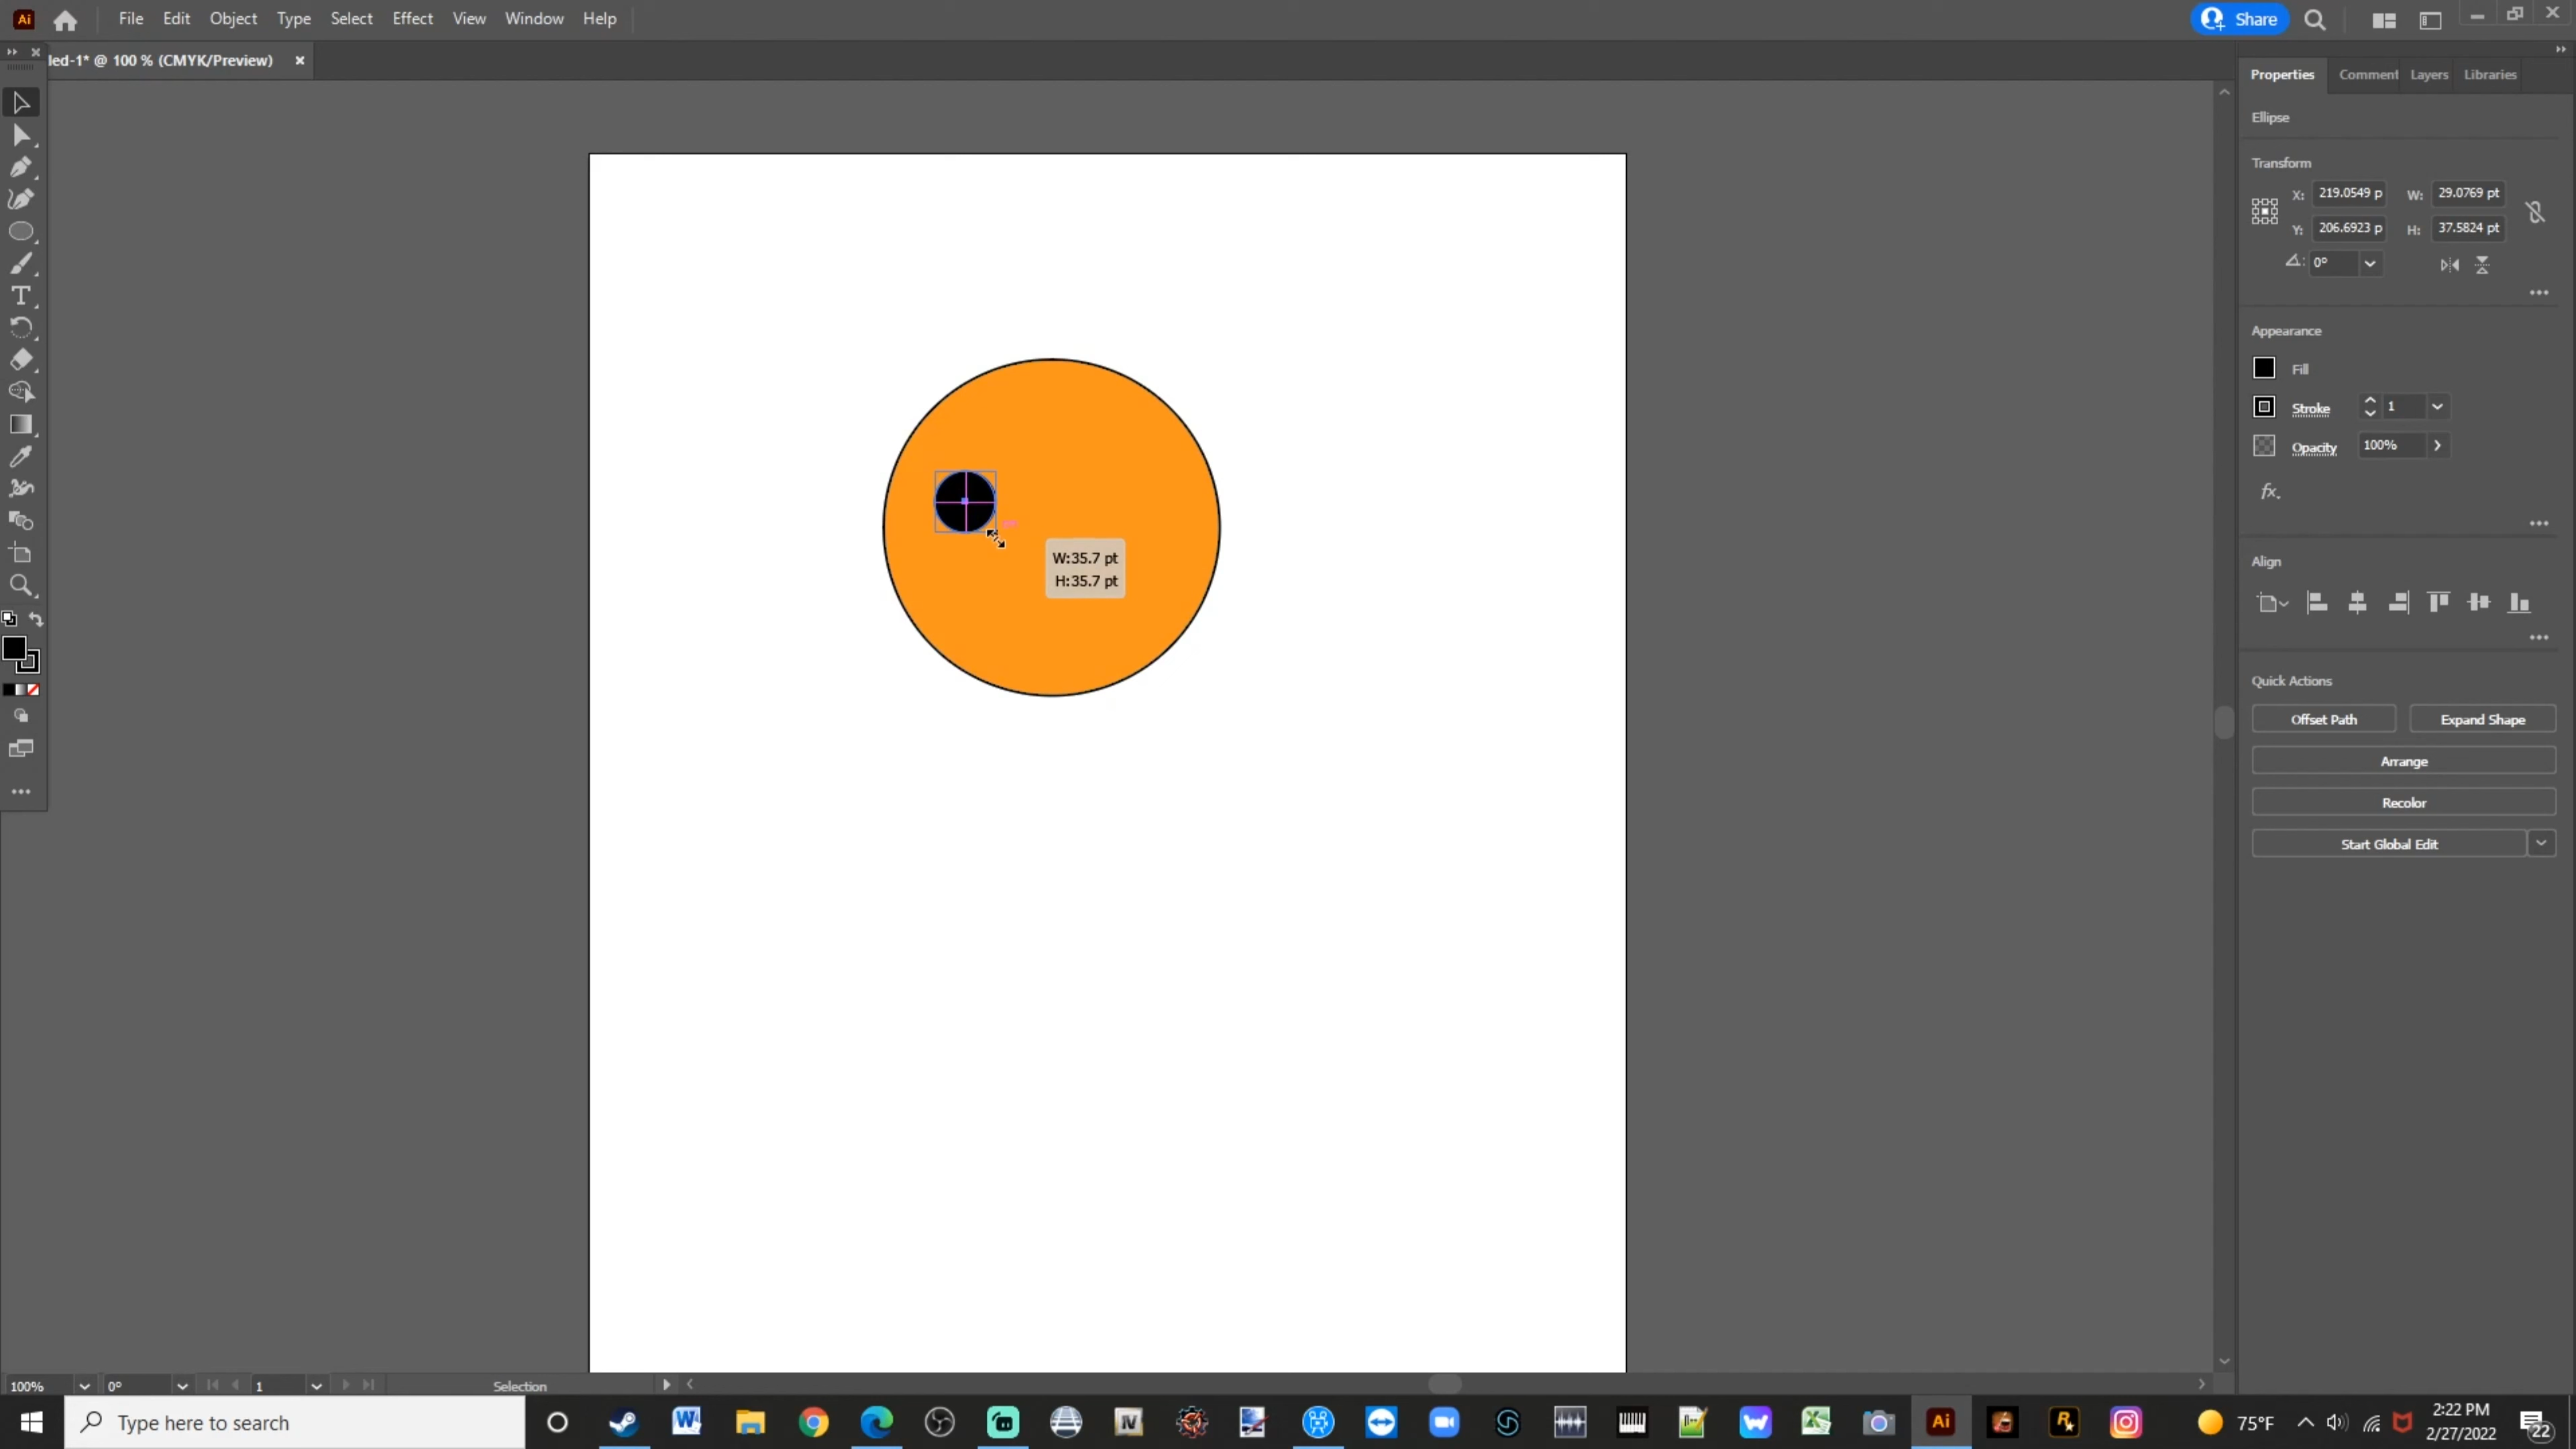 Ai File Edit Object Type Select Effect View Window Help Share
led-1* @ 100 % (CMYK/Preview) ×
Properties Comment Layers Libraries
Ellipse
Transform
X: 219.0549 p W: 29.0769 pt
Y: 206.6923 p H: 37.5824 pt
0°
Appearance
Fill
Stroke 1
Opacity 100%
fx.
W:35.7 pt
H:35.7 pt
Align
Quick Actions
Offset Path Expand Shape
Arrange
Recolor
Start Global Edit
100% 0° 1 Selection
Type here to search
Ai
75°F
2:22 PM
2/27/2022
22